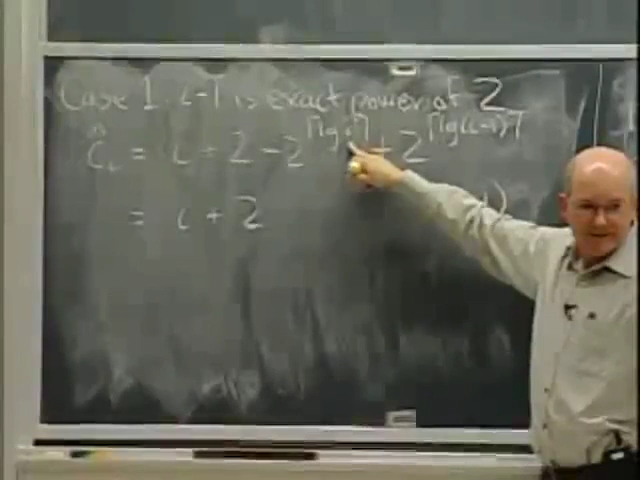 Case 1: i-1 is exact power of 2
ĉᵢ = i + 2 - 2^⌈lg i⌉ + 2^⌈lg(i-1)⌉
= i + 2